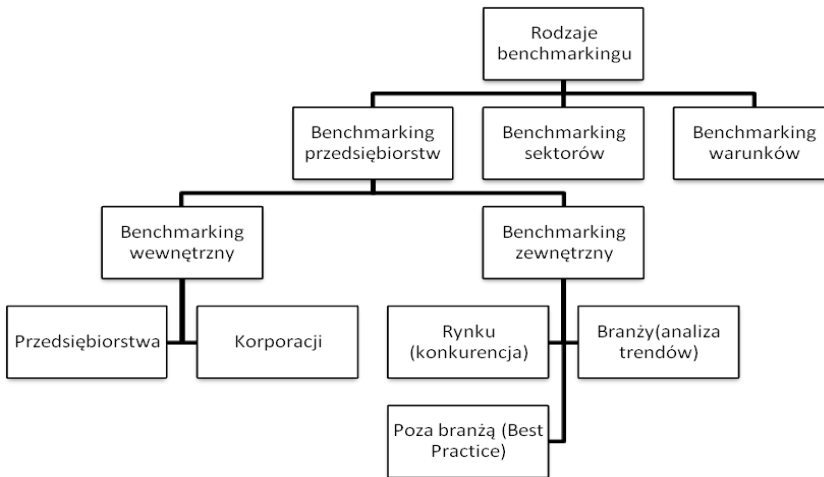 Rodzaje
benchmarkingu
Benchmarking
przedsiębiorstw
Benchmarking
sektorów
Benchmarking
warunków
Benchmarking
wewnętrzny
Benchmarking
zewnętrzny
Przedsiębiorstwa
Korporacji
Rynku
(konkurencja)
Branży(analiza
trendów)
Poza branżą (Best
Practice)